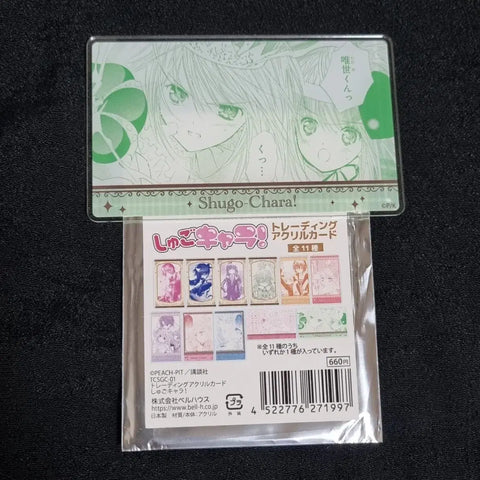 唯世くんっ
くっ…
Shugo-Chara!
©P/K
しゅごキャラ!
トレーディング
アクリルカード
全11種
※全11種のうち
いずれか1種が入っています。
660円
©PEACH-PIT／講談社
TCSGC-01
トレーディングアクリルカード
しゅごキャラ!
株式会社ベルハウス
https://www.bell-h.co.jp
日本製 材質/本体：アクリル
プラ
外装
4 522776 271997